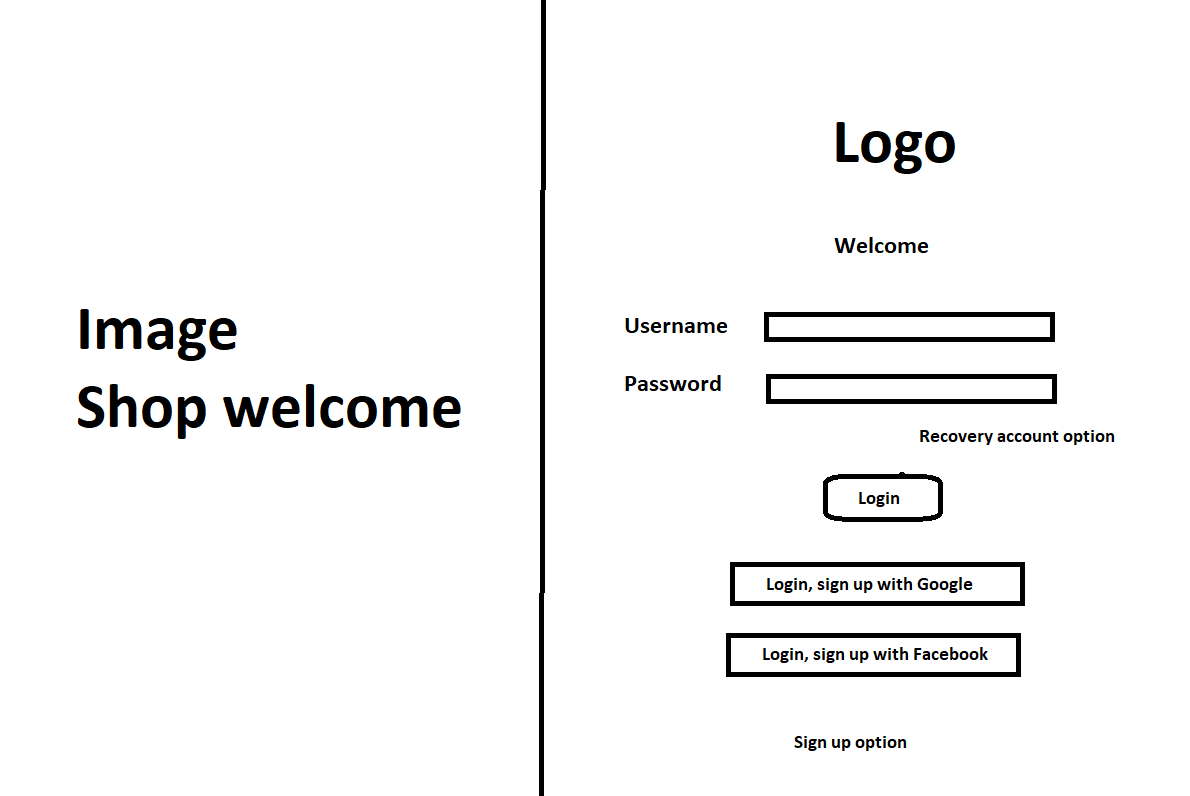 Image
Shop welcome
Logo
Welcome
Username
Password
Recovery account option
Login
Login, sign up with Google
Login, sign up with Facebook
Sign up option